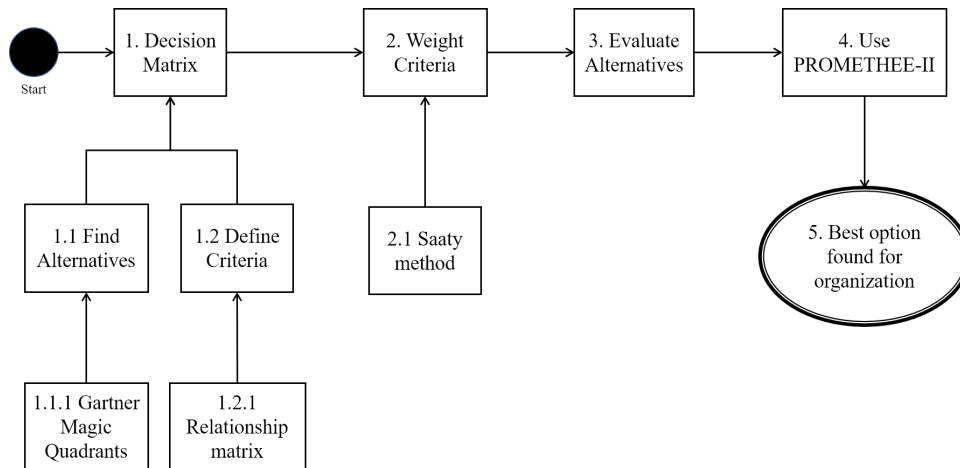 Start
1. Decision
Matrix
2. Weight
Criteria
3. Evaluate
Alternatives
4. Use
PROMETHEE-II
1.1 Find
Alternatives
1.2 Define
Criteria
2.1 Saaty
method
5. Best option
found for
organization
1.1.1 Gartner
Magic
Quadrants
1.2.1
Relationship
matrix